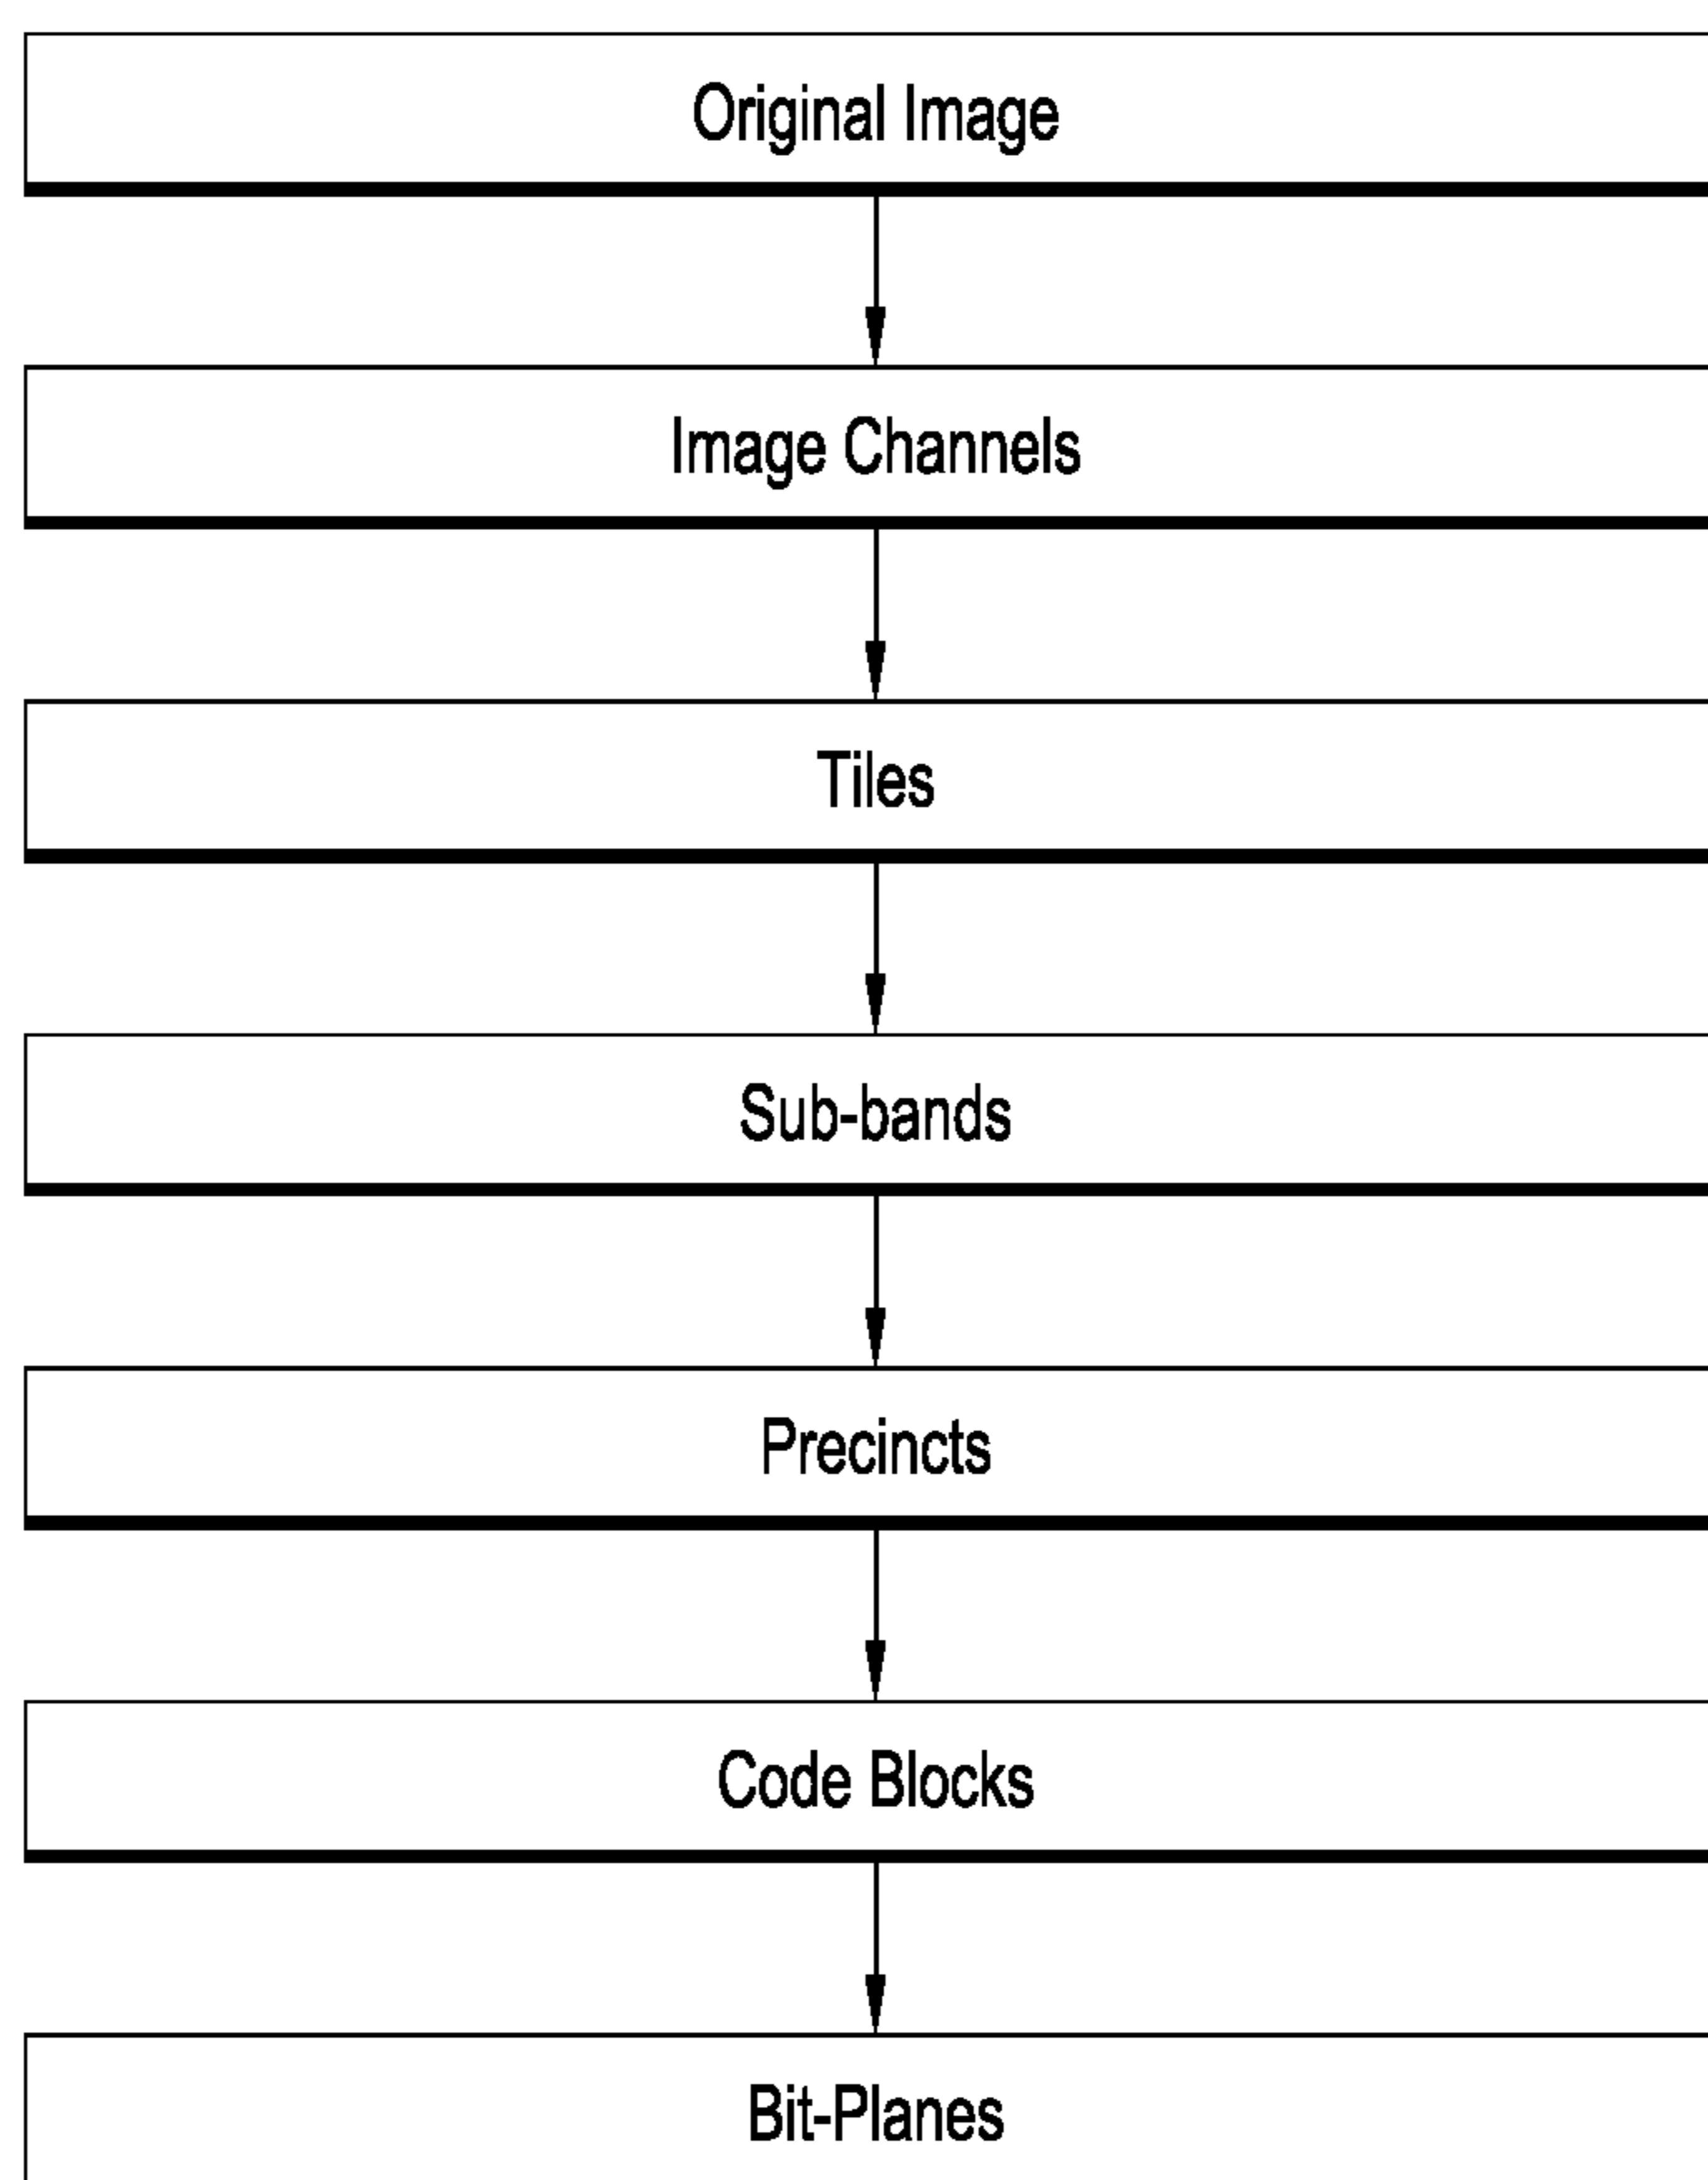 Original Image
Image Channels
Tiles
Sub-bands
Precincts
Code Blocks
Bit-Planes